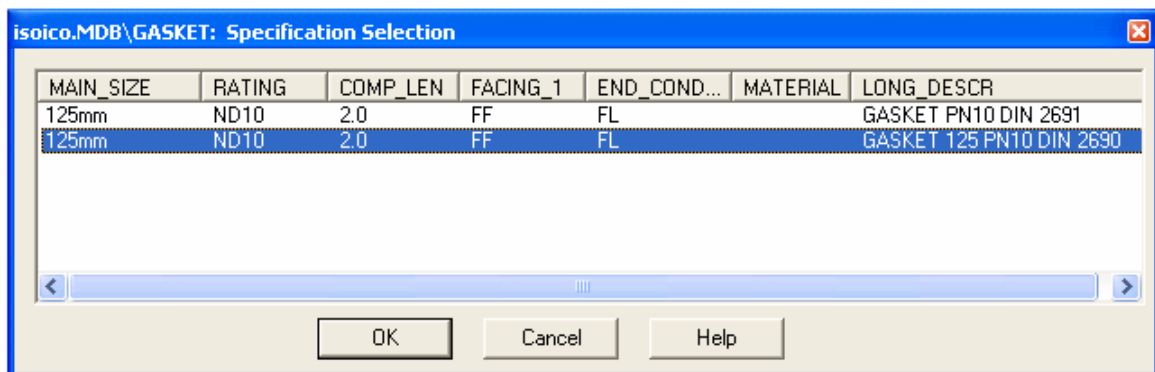 isoico.MDB\GASKET: Specification Selection
MAIN_SIZE RATING COMP_LEN FACING_1 END_COND... MATERIAL LONG_DESCR
125mm ND10 2.0 FF FL GASKET PN10 DIN 2691
125mm ND10 2.0 FF FL GASKET 125 PN10 DIN 2690
OK Cancel Help